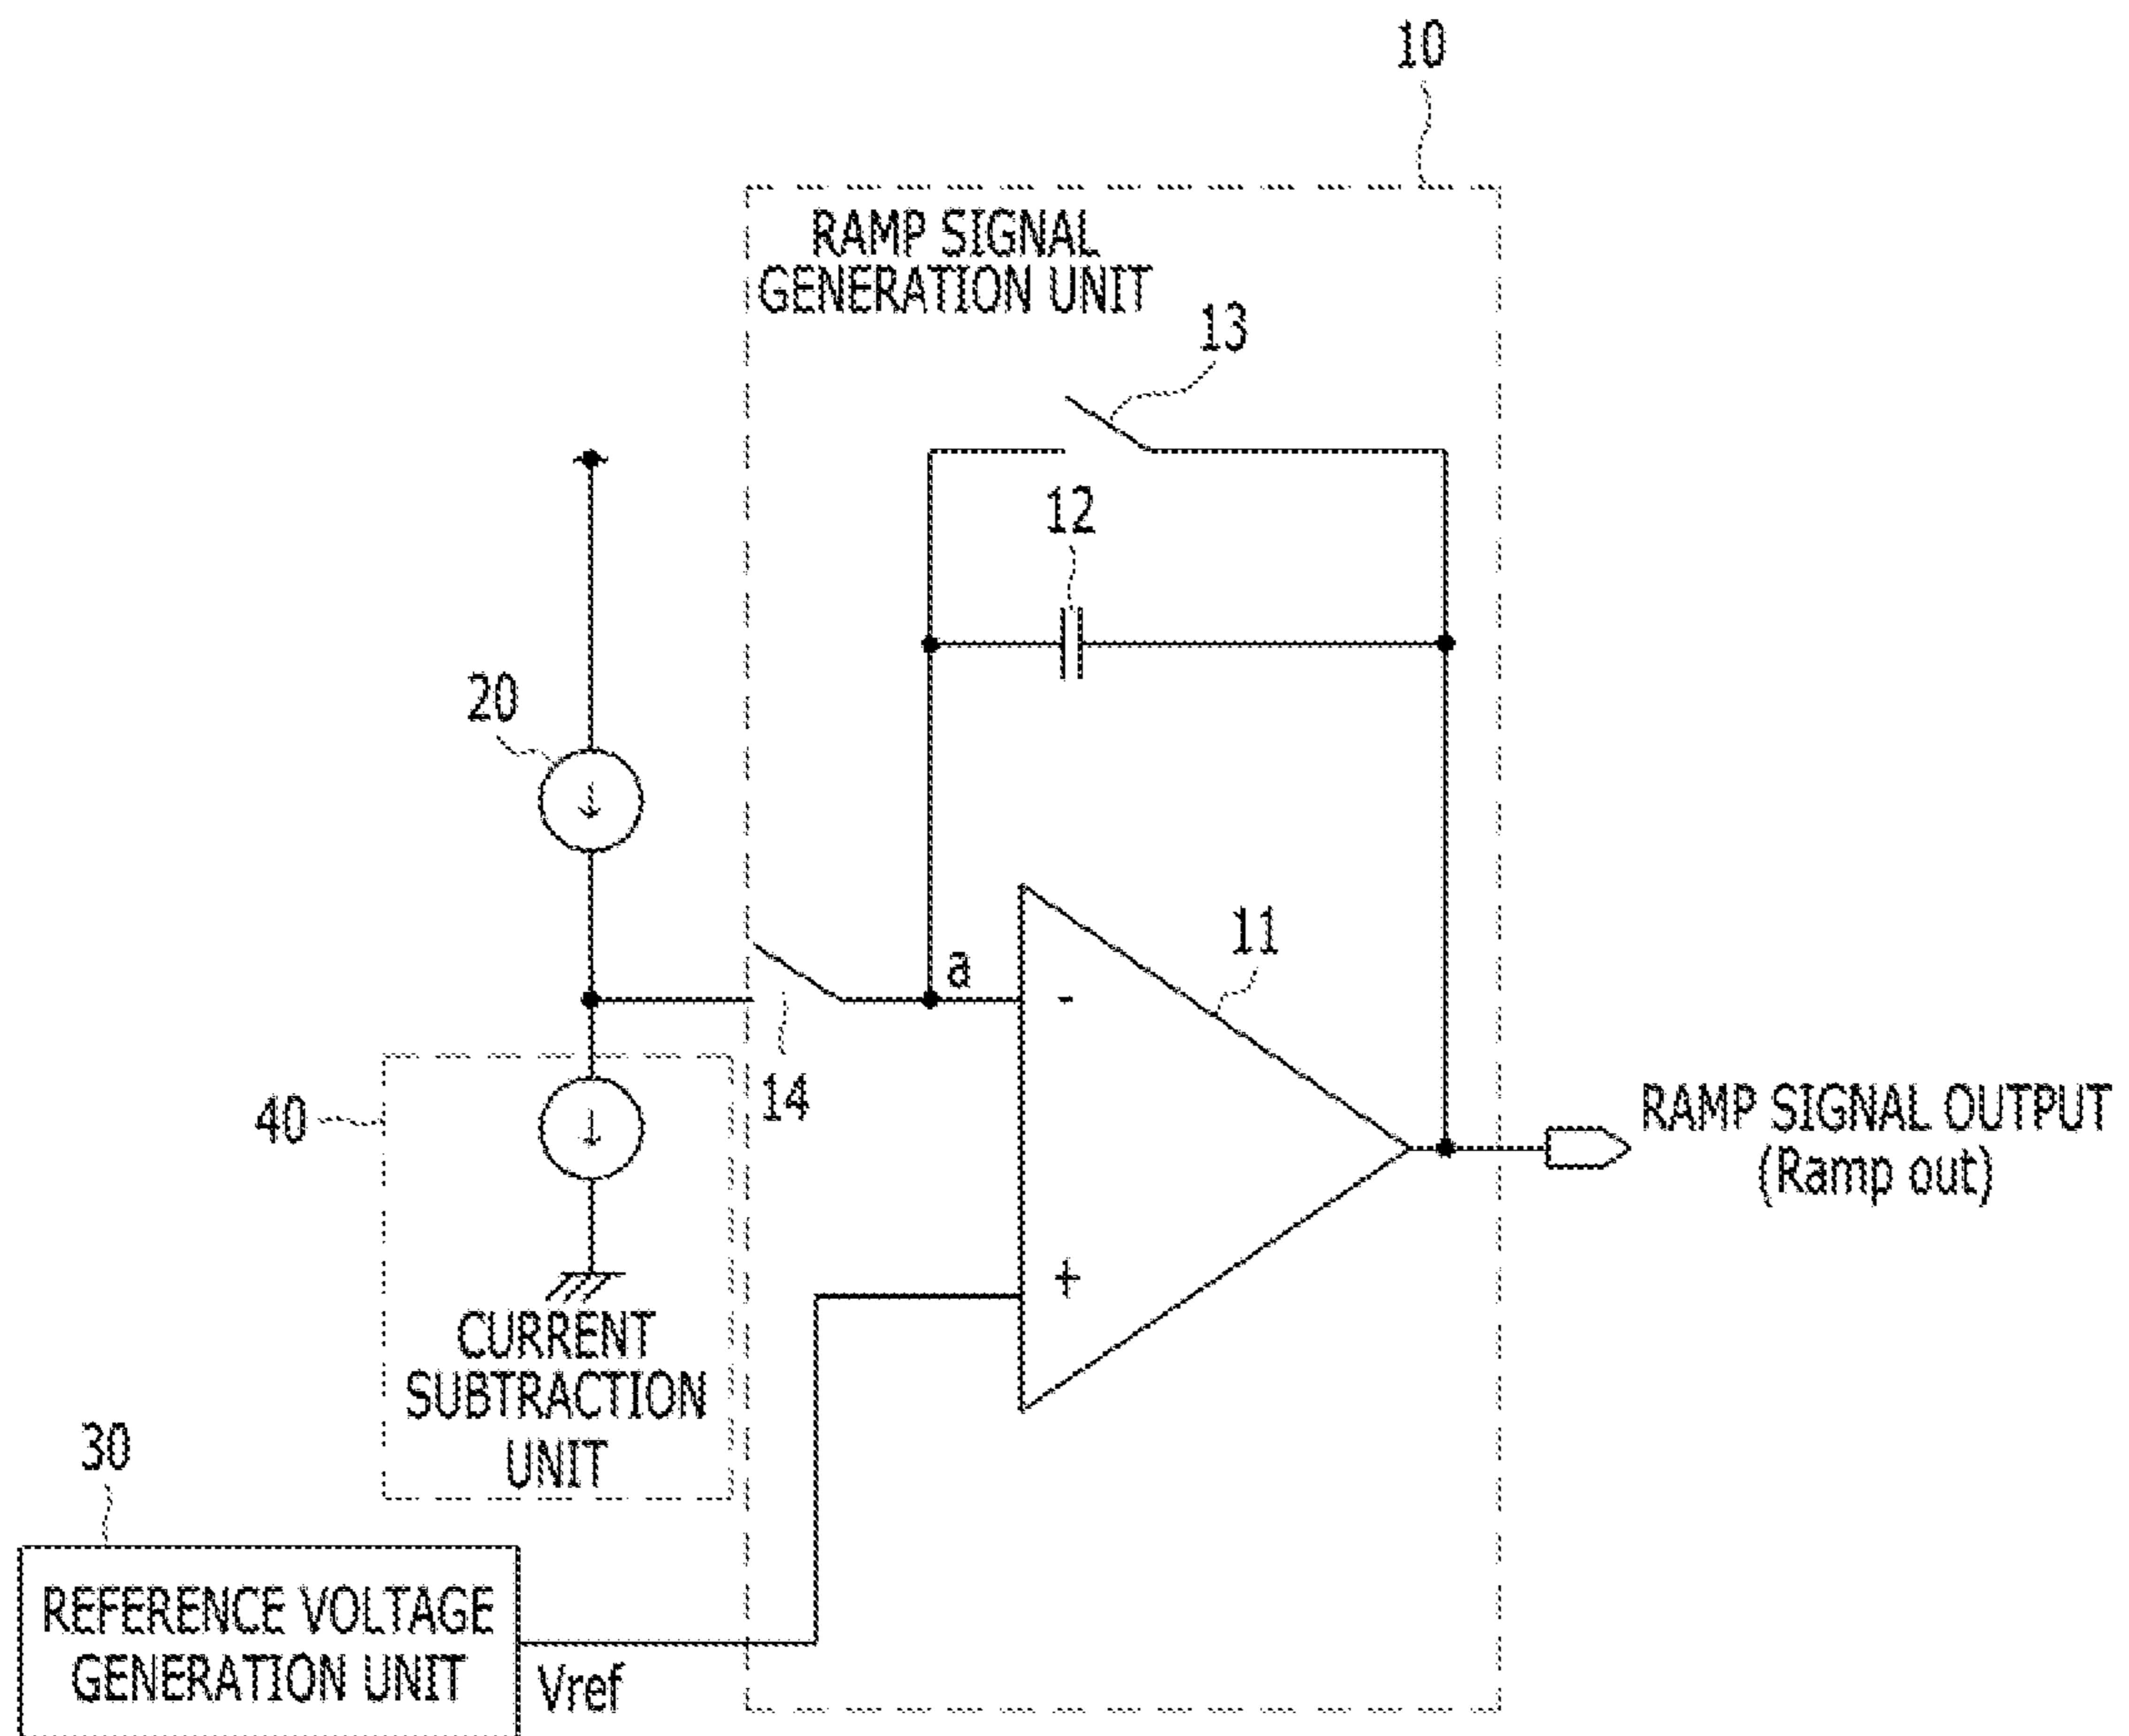 10
RAMP SIGNAL
GENERATION UNIT
13
12
20
11
a
-
14
40
RAMP SIGNAL OUTPUT
(Ramp out)
+
CURRENT
SUBTRACTION
UNIT
30
REFERENCE VOLTAGE
GENERATION UNIT
Vref